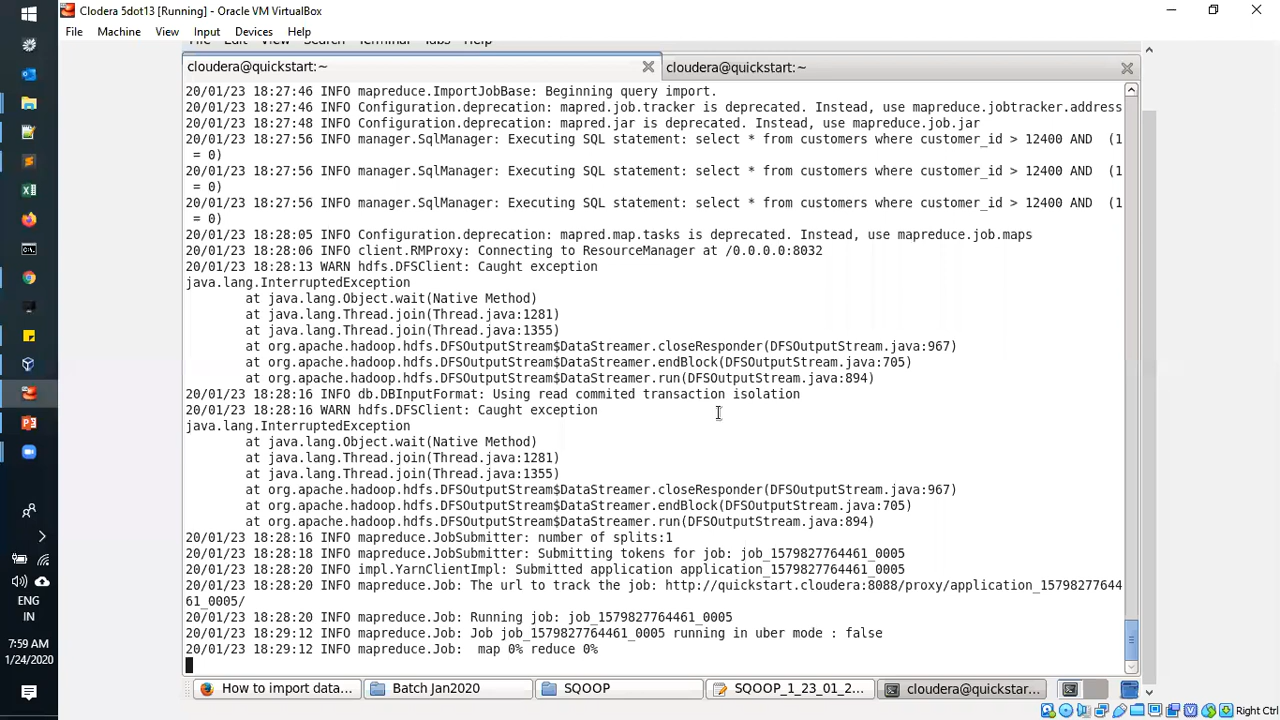 Clodera 5dot13 [Running] - Oracle VM VirtualBox
File Machine View Input Devices Help
File Edit View Search Terminal Tabs Help
cloudera@quickstart:~
cloudera@quickstart:~
20/01/23 18:27:46 INFO mapreduce.ImportJobBase: Beginning query import.
20/01/23 18:27:46 INFO Configuration.deprecation: mapred.job.tracker is deprecated. Instead, use mapreduce.jobtracker.address
20/01/23 18:27:48 INFO Configuration.deprecation: mapred.jar is deprecated. Instead, use mapreduce.job.jar
20/01/23 18:27:56 INFO manager.SqlManager: Executing SQL statement: select * from customers where customer_id > 12400 AND  (1
= 0)
20/01/23 18:27:56 INFO manager.SqlManager: Executing SQL statement: select * from customers where customer_id > 12400 AND  (1
= 0)
20/01/23 18:27:56 INFO manager.SqlManager: Executing SQL statement: select * from customers where customer_id > 12400 AND  (1
= 0)
20/01/23 18:28:05 INFO Configuration.deprecation: mapred.map.tasks is deprecated. Instead, use mapreduce.job.maps
20/01/23 18:28:06 INFO client.RMProxy: Connecting to ResourceManager at /0.0.0.0:8032
20/01/23 18:28:13 WARN hdfs.DFSClient: Caught exception
java.lang.InterruptedException
at java.lang.Object.wait(Native Method)
at java.lang.Thread.join(Thread.java:1281)
at java.lang.Thread.join(Thread.java:1355)
at org.apache.hadoop.hdfs.DFSOutputStream$DataStreamer.closeResponder(DFSOutputStream.java:967)
at org.apache.hadoop.hdfs.DFSOutputStream$DataStreamer.endBlock(DFSOutputStream.java:705)
at org.apache.hadoop.hdfs.DFSOutputStream$DataStreamer.run(DFSOutputStream.java:894)
20/01/23 18:28:16 INFO db.DBInputFormat: Using read commited transaction isolation
20/01/23 18:28:16 WARN hdfs.DFSClient: Caught exception
java.lang.InterruptedException
at java.lang.Object.wait(Native Method)
at java.lang.Thread.join(Thread.java:1281)
at java.lang.Thread.join(Thread.java:1355)
at org.apache.hadoop.hdfs.DFSOutputStream$DataStreamer.closeResponder(DFSOutputStream.java:967)
at org.apache.hadoop.hdfs.DFSOutputStream$DataStreamer.endBlock(DFSOutputStream.java:705)
at org.apache.hadoop.hdfs.DFSOutputStream$DataStreamer.run(DFSOutputStream.java:894)
20/01/23 18:28:16 INFO mapreduce.JobSubmitter: number of splits:1
20/01/23 18:28:18 INFO mapreduce.JobSubmitter: Submitting tokens for job: job_1579827764461_0005
20/01/23 18:28:20 INFO impl.YarnClientImpl: Submitted application application_1579827764461_0005
20/01/23 18:28:20 INFO mapreduce.Job: The url to track the job: http://quickstart.cloudera:8088/proxy/application_15798277644
61_0005/
20/01/23 18:28:20 INFO mapreduce.Job: Running job: job_1579827764461_0005
20/01/23 18:29:12 INFO mapreduce.Job: Job job_1579827764461_0005 running in uber mode : false
20/01/23 18:29:12 INFO mapreduce.Job:  map 0% reduce 0%
How to import data... Batch Jan2020 SQOOP SQOOP_1_23_01_2... cloudera@quickstar...
ENG
IN
7:59 AM
1/24/2020
Right Ctrl